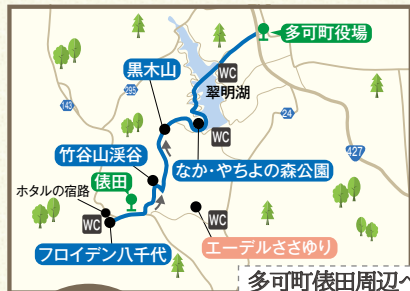 多可町役場
黒木山
WC
翠明湖
295
143
24
WC
竹谷山渓谷
なか・やちよの森公園
427
俵田
ホタルの宿路
WC
WC
フロイデン八千代
エーデルささゆり
多可町俵田周辺へ